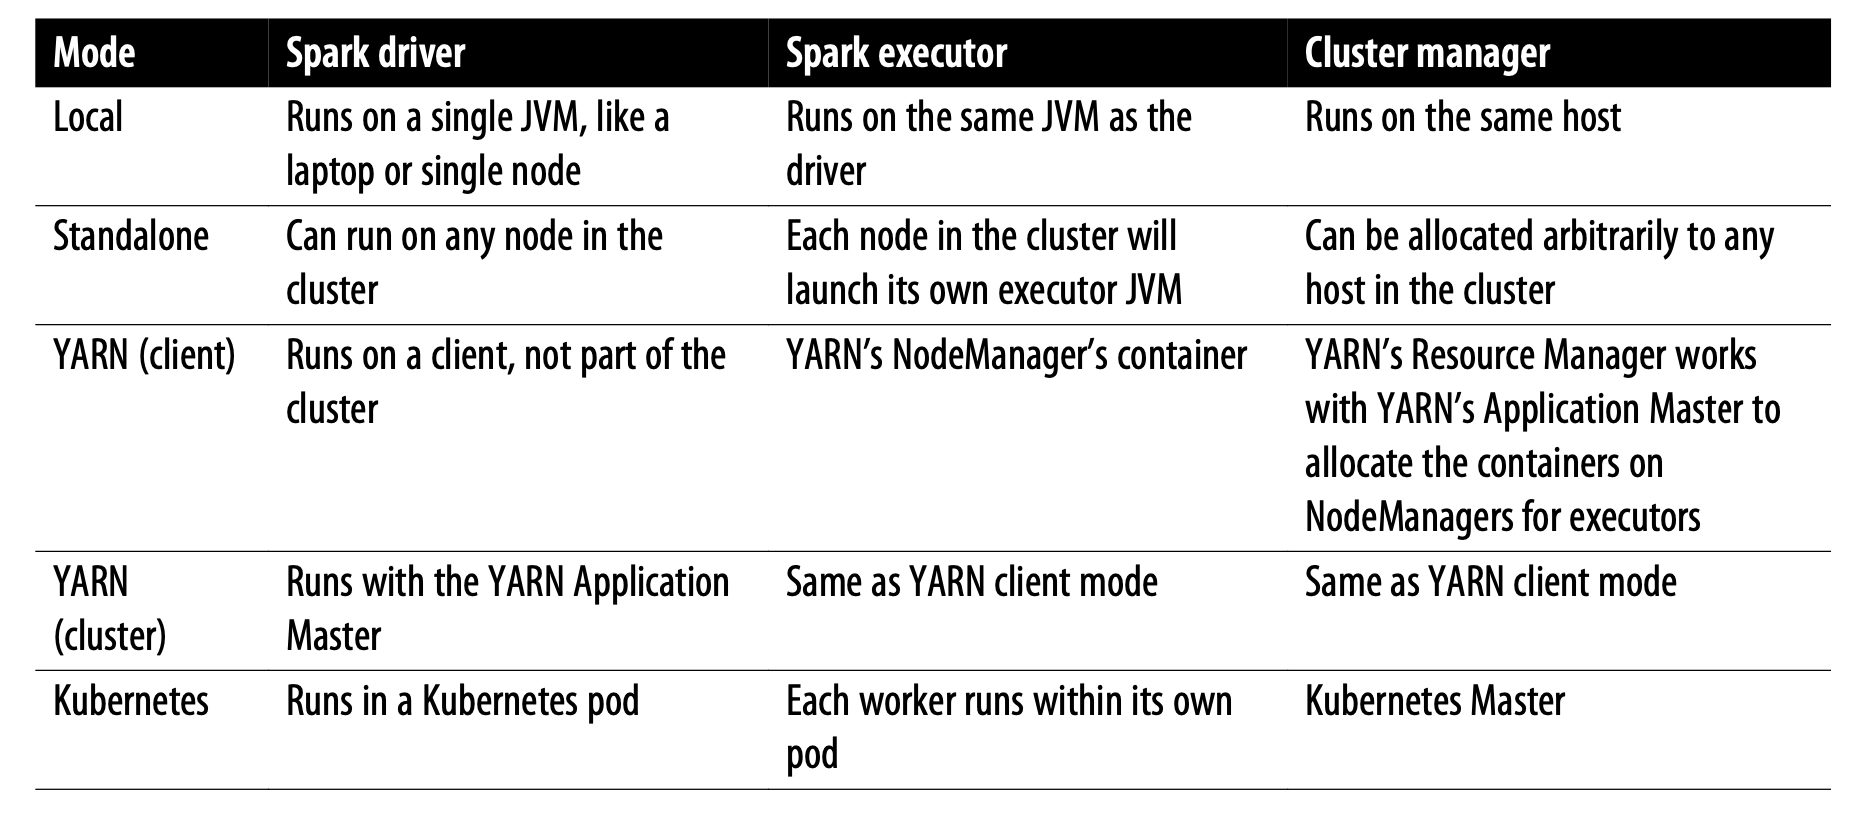 Mode Spark driver Spark executor Cluster manager
Local Runs on a single JVM, like a Runs on the same JVM as the Runs on the same host
laptop or single node driver
Standalone Can run on any node in the Each node in the cluster will Can be allocated arbitrarily to any
cluster launch its own executor JVM host in the cluster
YARN (client) Runs on a client, not part of the YARN’s NodeManager’s container YARN’s Resource Manager works
cluster with YARN’s Application Master to
allocate the containers on
NodeManagers for executors
YARN Runs with the YARN Application Same as YARN client mode Same as YARN client mode
(cluster) Master
Kubernetes Runs in a Kubernetes pod Each worker runs within its own Kubernetes Master
pod